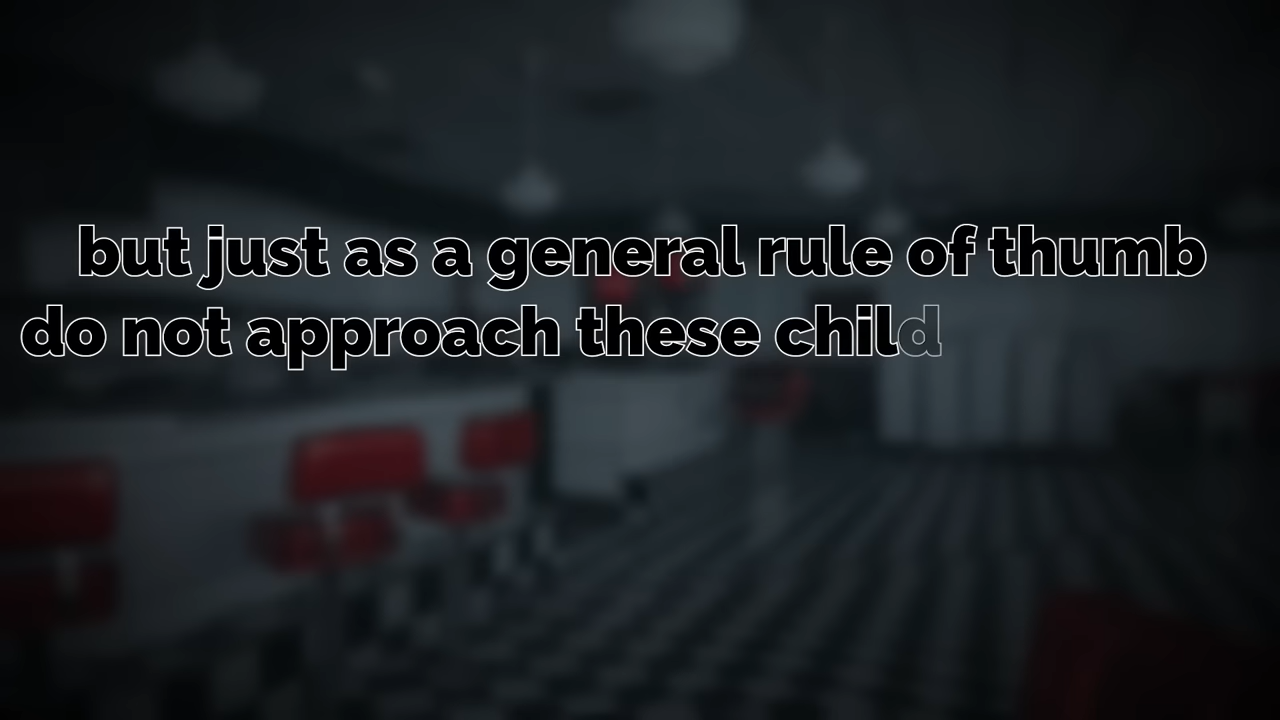 but just as a general rule of thumb
do not approach these child